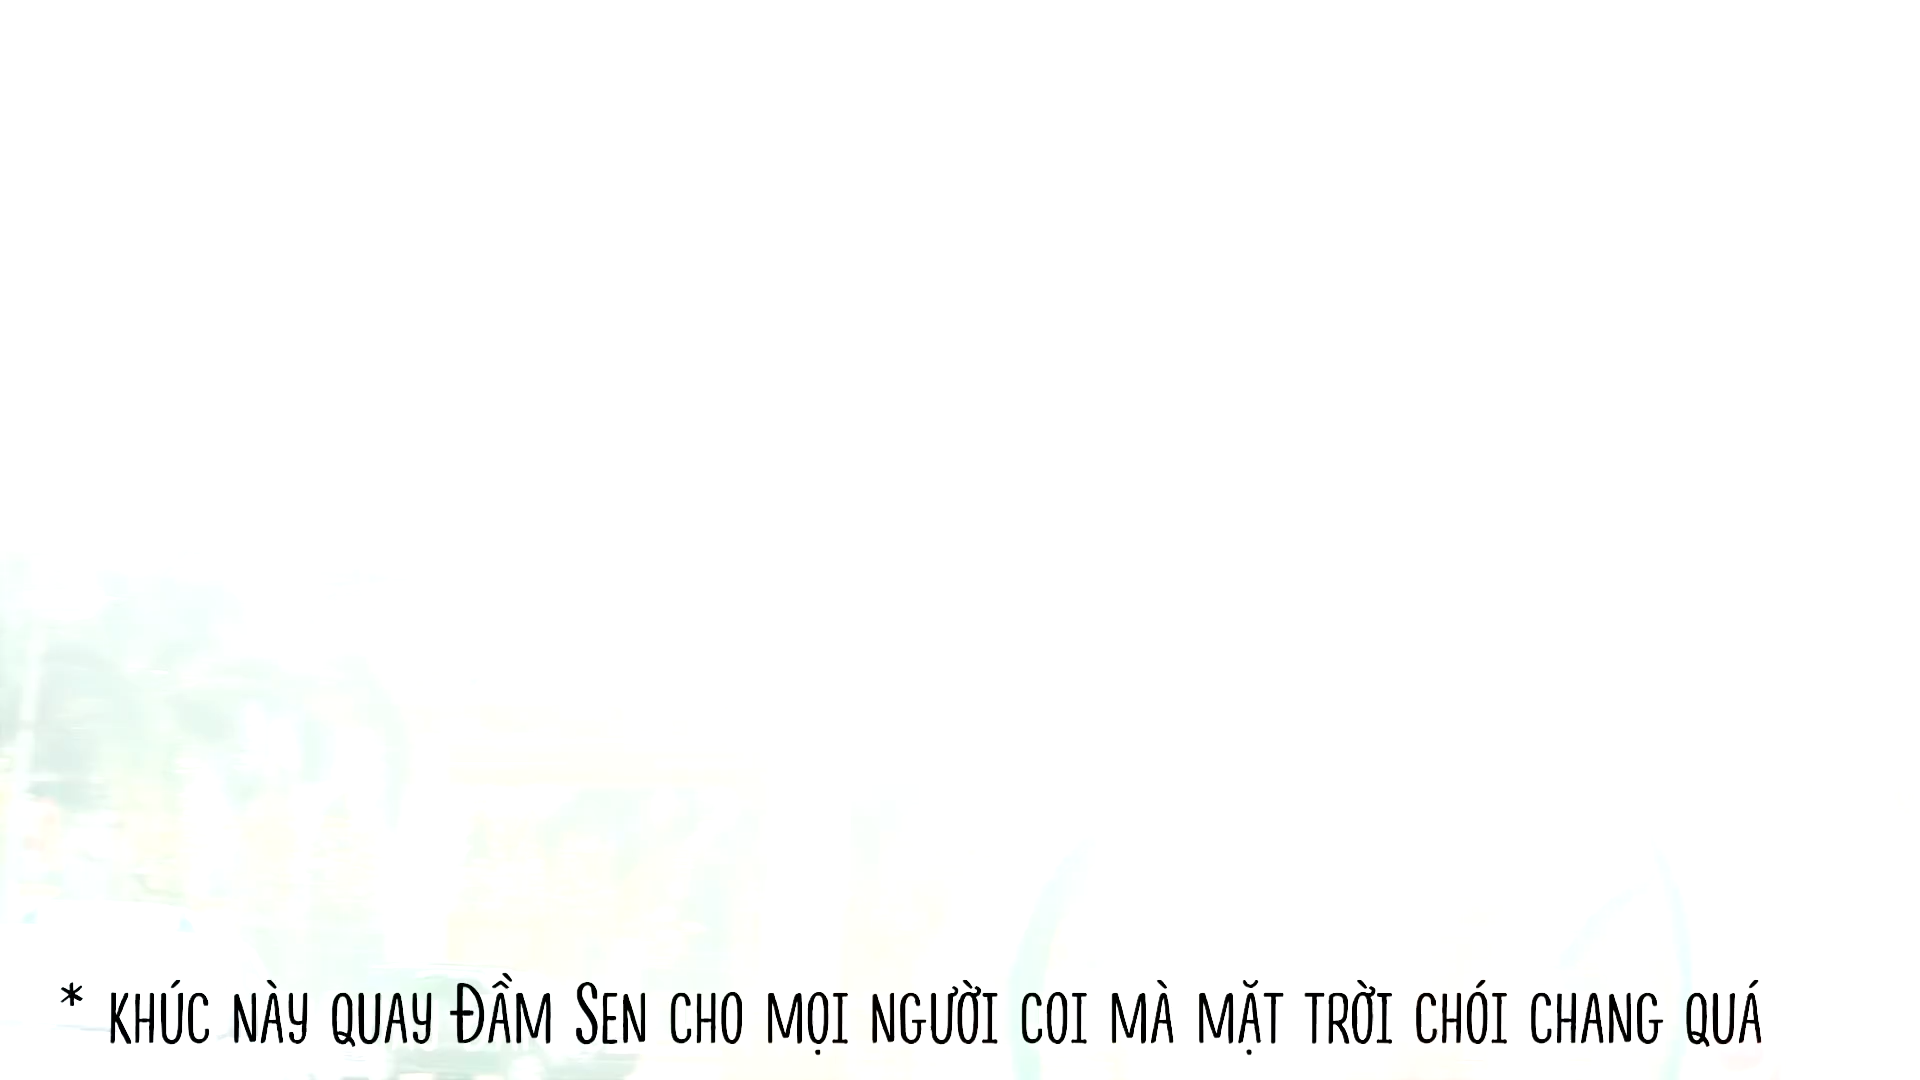 * khúc này quay Đầm Sen cho mọi người coi mà mặt trời chói chang quá